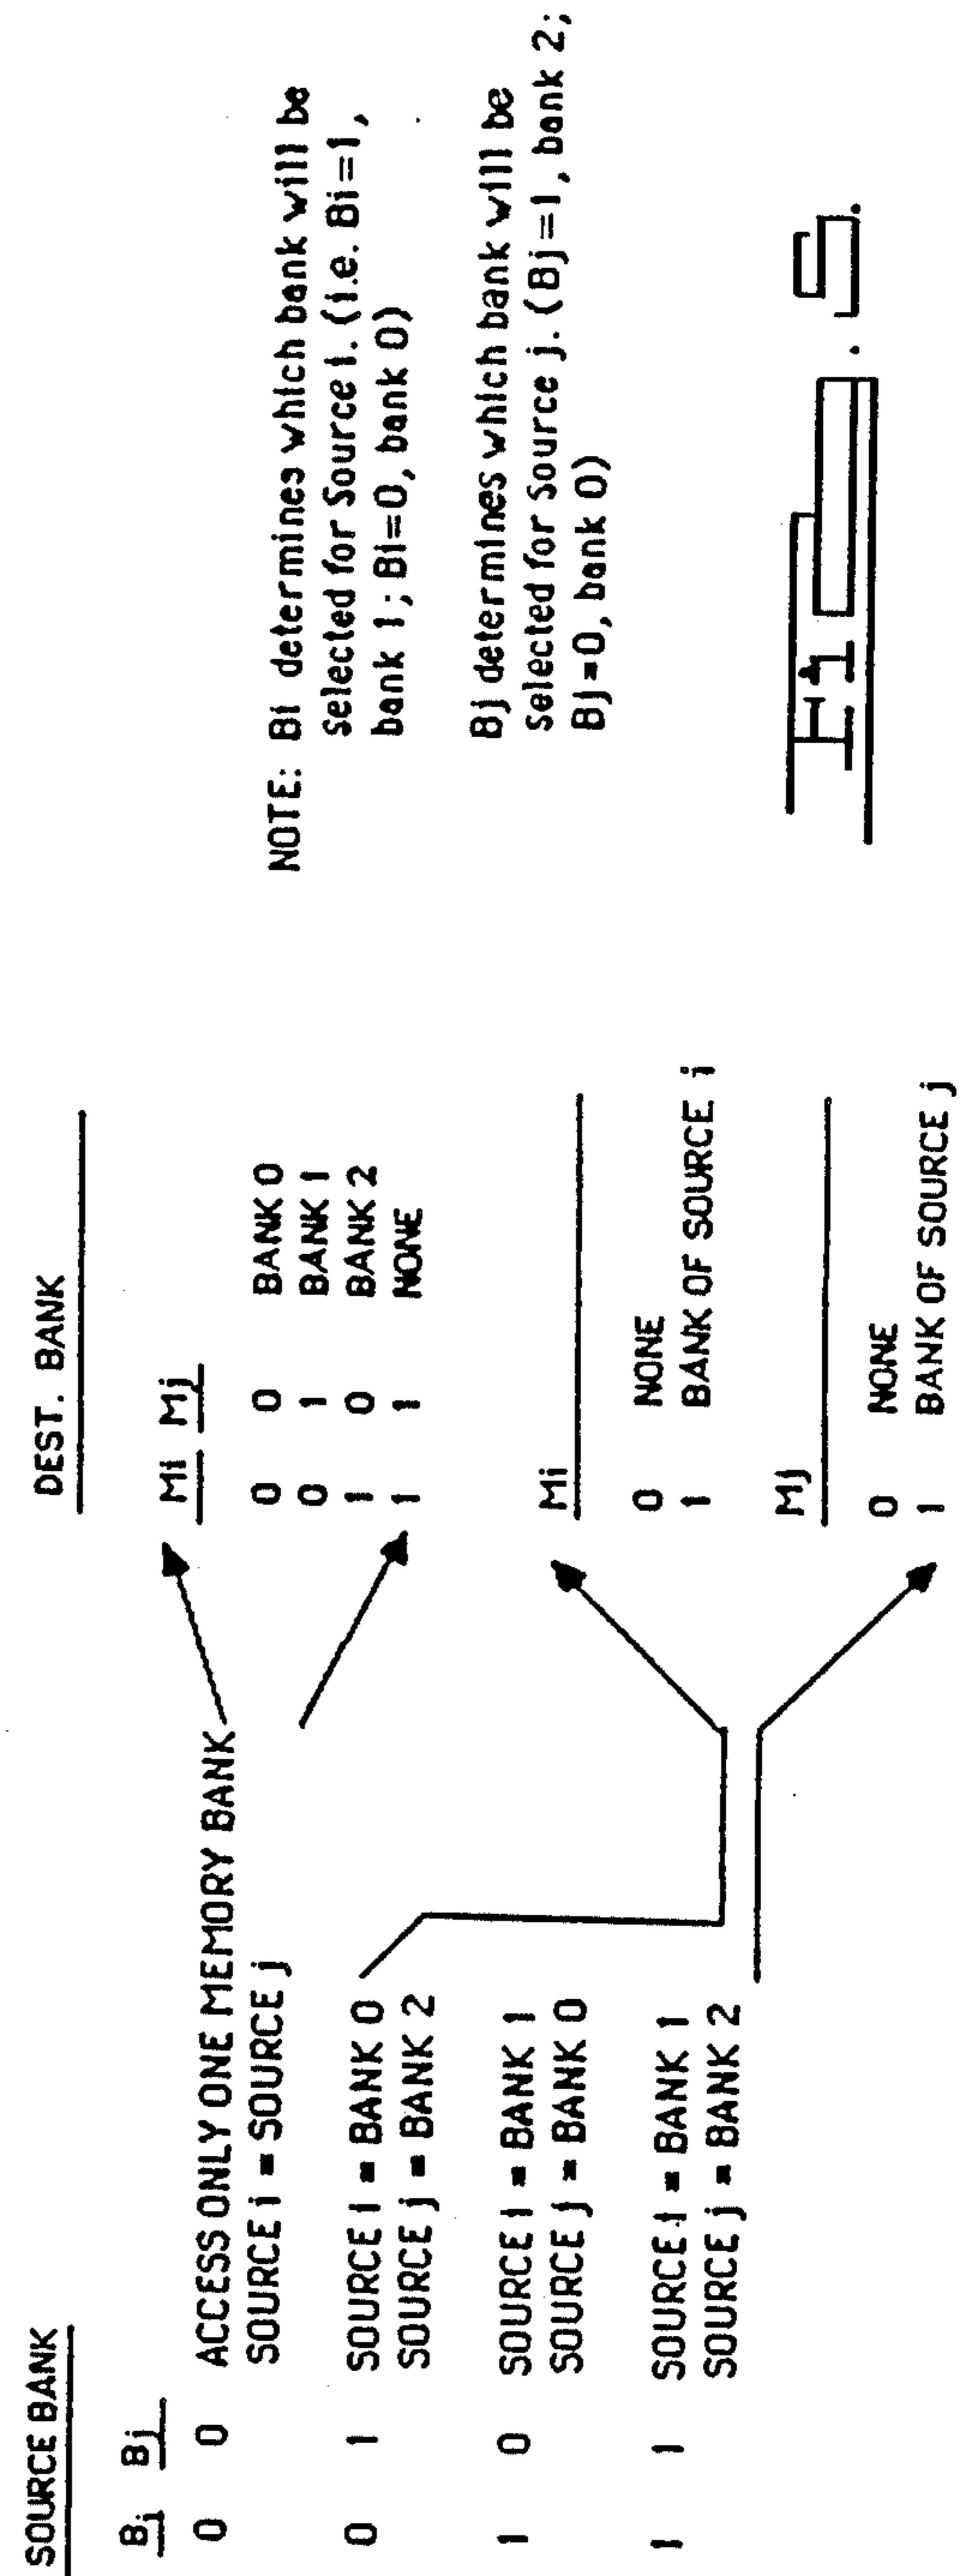 SOURCE BANK
Bi Bj
0 0 ACCESS ONLY ONE MEMORY BANK
SOURCE i = SOURCE j
0 1 SOURCE i = BANK 0
SOURCE j = BANK 2
1 0 SOURCE i = BANK 1
SOURCE j = BANK 0
1 1 SOURCE i = BANK 1
SOURCE j = BANK 2
DEST. BANK
Mi Mj
0 0 BANK 0
0 1 BANK 1
1 0 BANK 2
1 1 NONE
Mi
0 NONE
1 BANK OF SOURCE i
Mj
0 NONE
1 BANK OF SOURCE j
NOTE: Bi determines which bank will be
Selected for Source i. (i.e. Bi=1,
bank 1; Bi=0, bank 0)
Bj determines which bank will be
Selected for Source j. (Bj=1, bank 2;
Bj=0, bank 0)